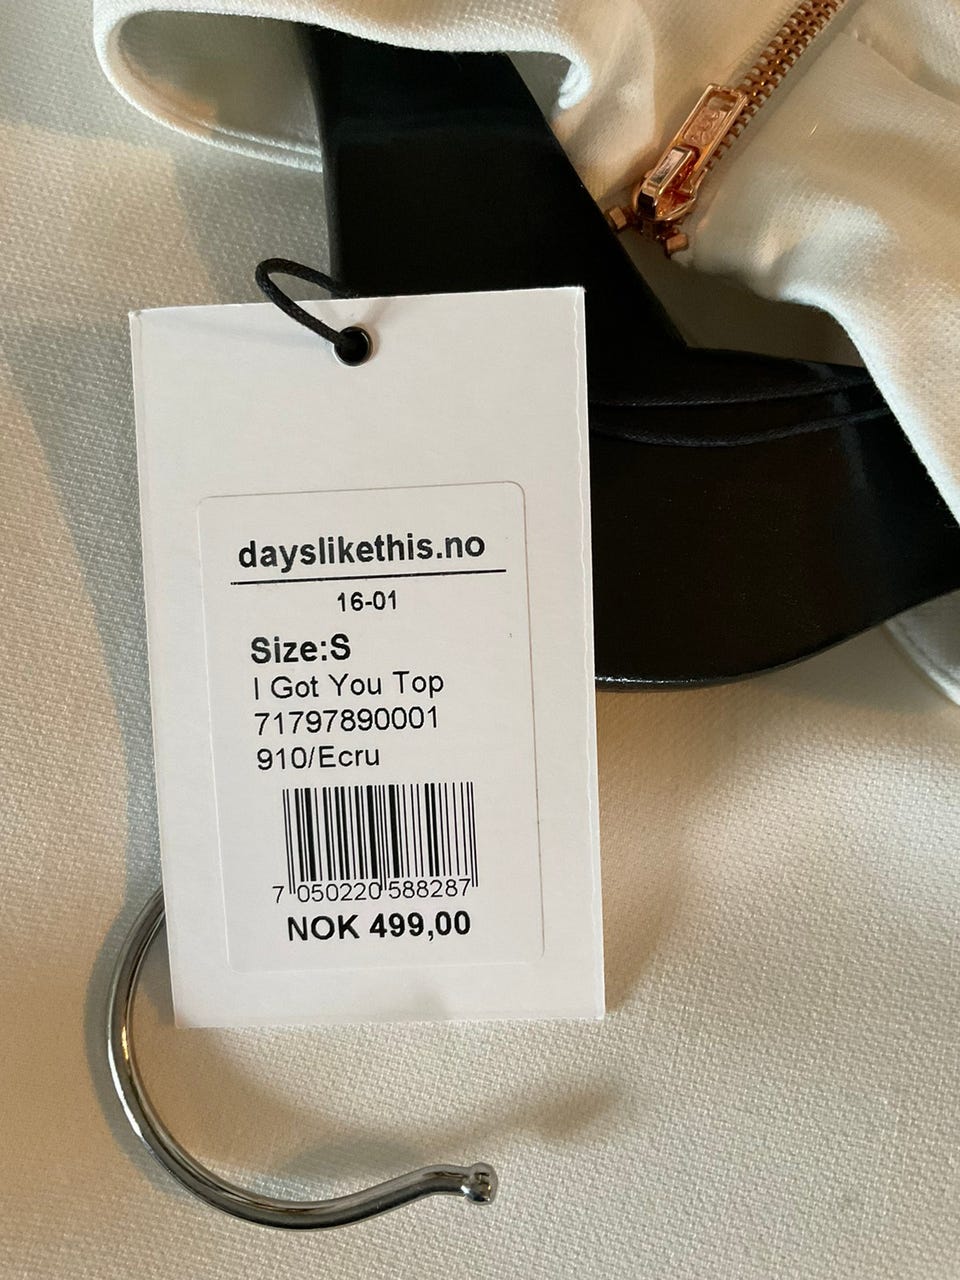 dayslikethis.no
16-01
Size:S
I Got You Top
71797890001
910/Ecru
7 050220 588287
NOK 499,00